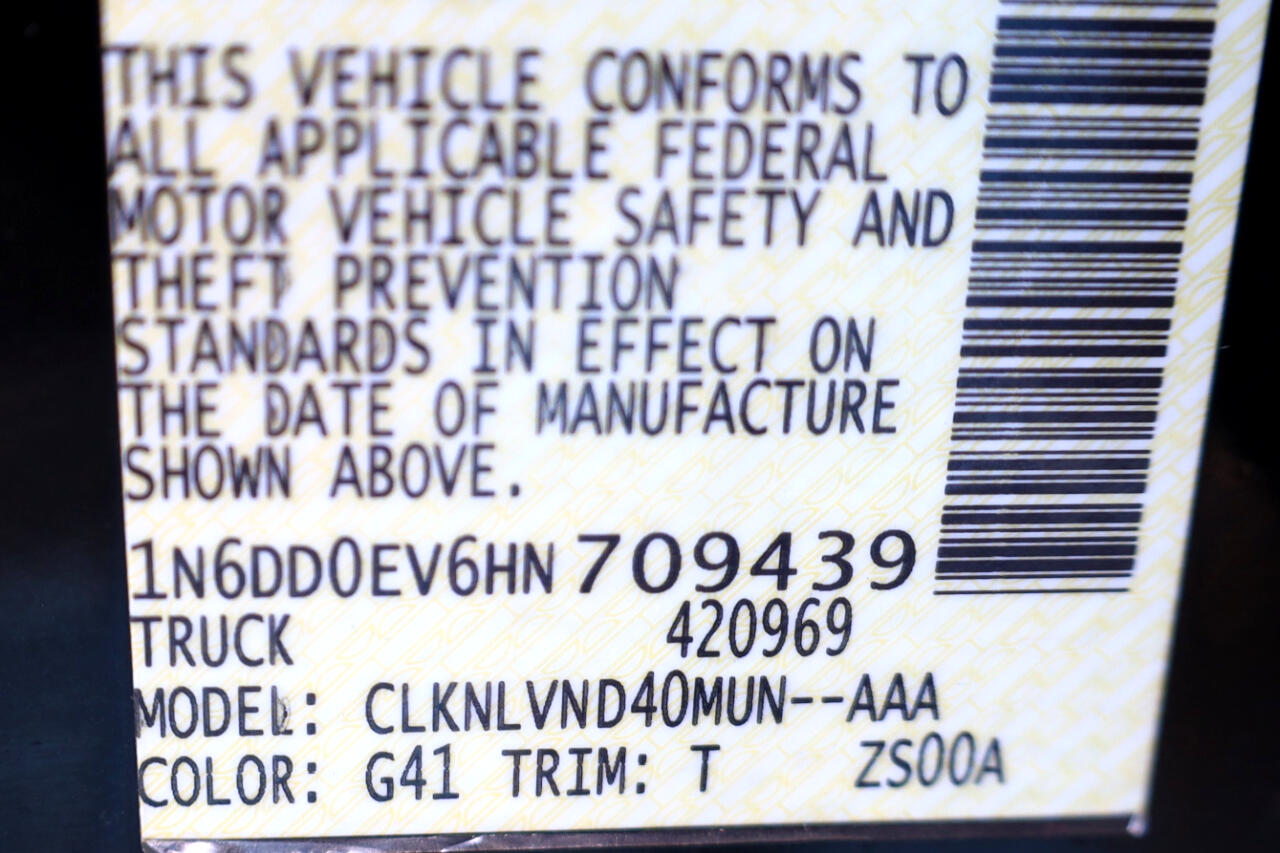 THIS VEHICLE CONFORMS TO
ALL APPLICABLE FEDERAL
MOTOR VEHICLE SAFETY AND
THEFT PREVENTION
STANDARDS IN EFFECT ON
THE DATE OF MANUFACTURE
SHOWN ABOVE.
1N6DD0EV6HN709439
TRUCK 420969
MODEL: CLKNLVND40MUN--AAA
COLOR: G41 TRIM: T ZS00A